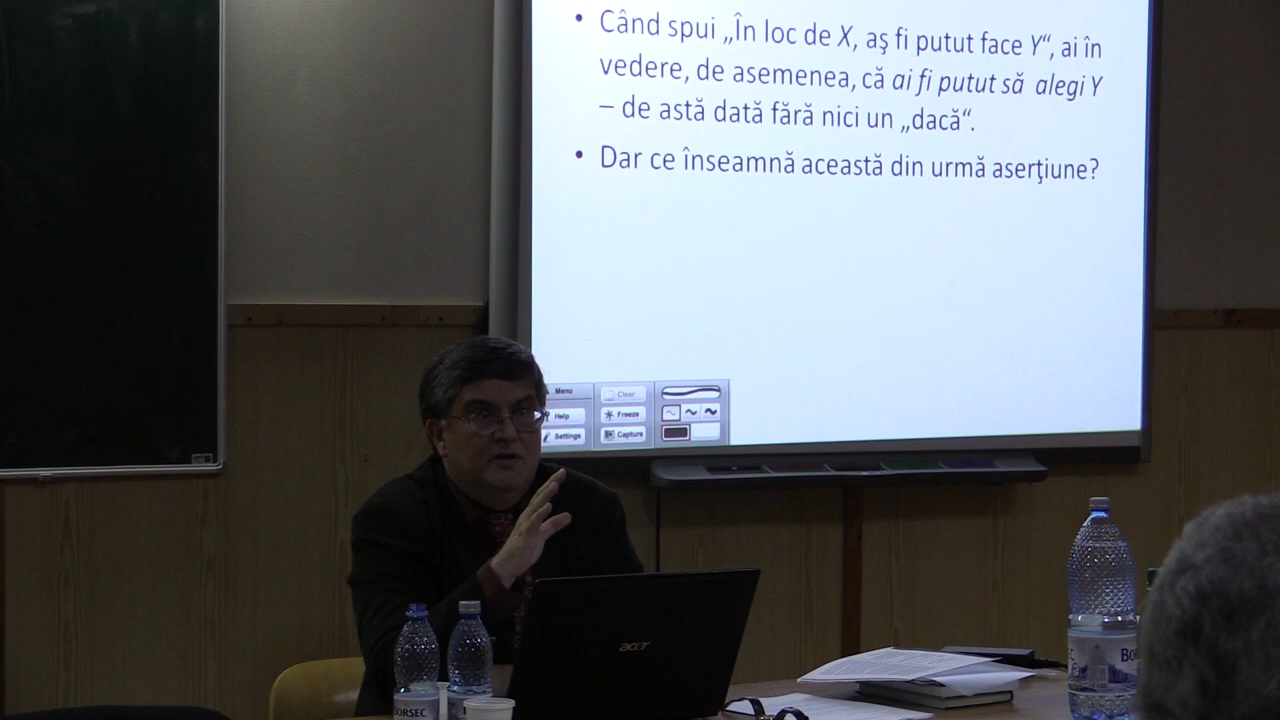 • Când spui „În loc de X, aş fi putut face Y“, ai în
vedere, de asemenea, că ai fi putut să alegi Y
– de astă dată fără nici un „dacă“.
• Dar ce înseamnă această din urmă aserţiune?
Menu
Clear
Help
Freeze
Settings
Capture
acer
BORSEC